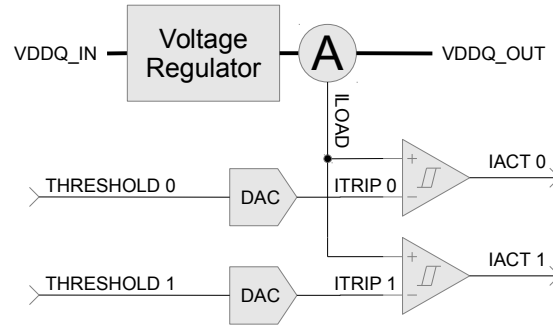 Voltage
Regulator
VDDQ_IN
A
VDDQ_OUT
ILOAD
+
IACT 0
THRESHOLD 0
DAC
ITRIP 0
−
+
IACT 1
THRESHOLD 1
DAC
ITRIP 1
−